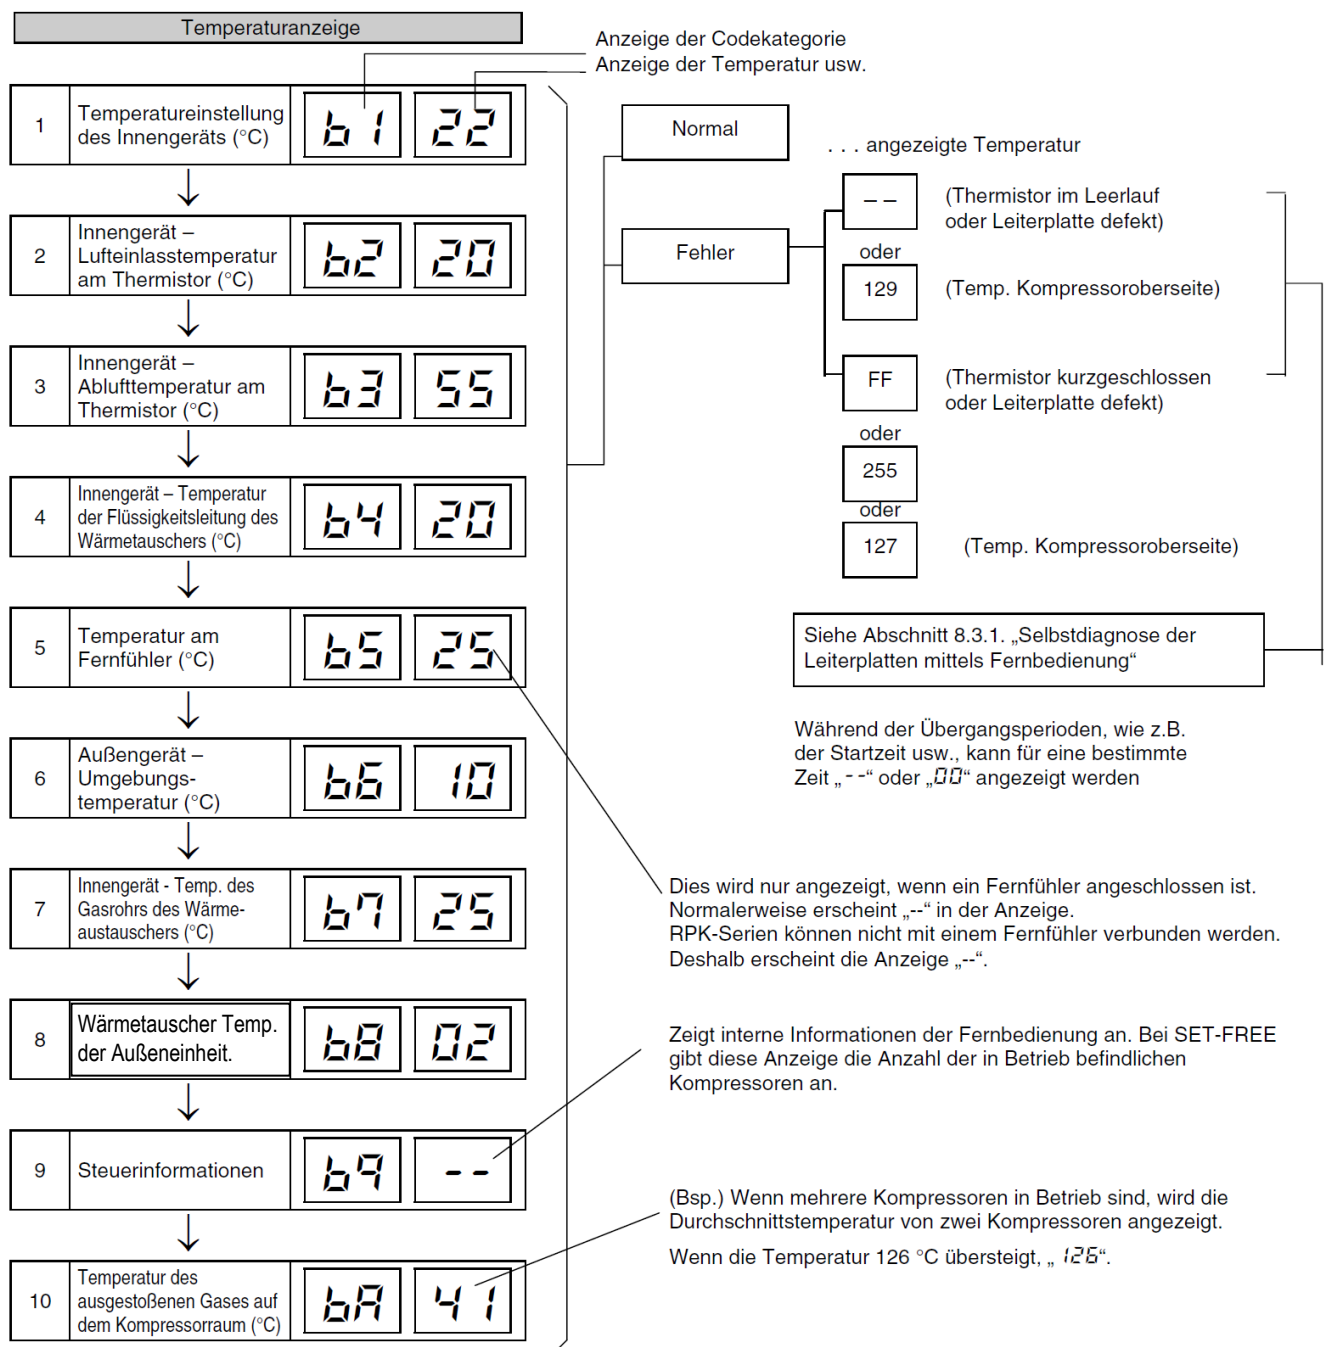 Temperaturanzeige
Anzeige der Codekategorie
Anzeige der Temperatur usw.
1
Temperatureinstellung
des Innengeräts (°C)
b1
22
2
Innengerät –
Lufteinlasstemperatur
am Thermistor (°C)
b2
20
3
Innengerät –
Ablufttemperatur am
Thermistor (°C)
b3
55
4
Innengerät – Temperatur
der Flüssigkeitsleitung des
Wärmetauschers (°C)
b4
20
5
Temperatur am
Fernfühler (°C)
b5
25
6
Außengerät –
Umgebungs-
temperatur (°C)
b6
10
7
Innengerät - Temp. des
Gasrohrs des Wärme-
austauschers (°C)
b7
25
8
Wärmetauscher Temp.
der Außeneinheit.
b8
02
9
Steuerinformationen
b9
--
10
Temperatur des
ausgestoßenen Gases auf
dem Kompressorraum (°C)
bA
41
Normal
. . . angezeigte Temperatur
Fehler
– –
(Thermistor im Leerlauf
oder Leiterplatte defekt)
oder
129
(Temp. Kompressoroberseite)
FF
(Thermistor kurzgeschlossen
oder Leiterplatte defekt)
oder
255
oder
127
(Temp. Kompressoroberseite)
Siehe Abschnitt 8.3.1. „Selbstdiagnose der
Leiterplatten mittels Fernbedienung“
Während der Übergangsperioden, wie z.B.
der Startzeit usw., kann für eine bestimmte
Zeit „--“ oder „00“ angezeigt werden
Dies wird nur angezeigt, wenn ein Fernfühler angeschlossen ist.
Normalerweise erscheint „--“ in der Anzeige.
RPK-Serien können nicht mit einem Fernfühler verbunden werden.
Deshalb erscheint die Anzeige „--“.
Zeigt interne Informationen der Fernbedienung an. Bei SET-FREE
gibt diese Anzeige die Anzahl der in Betrieb befindlichen
Kompressoren an.
(Bsp.) Wenn mehrere Kompressoren in Betrieb sind, wird die
Durchschnittstemperatur von zwei Kompressoren angezeigt.
Wenn die Temperatur 126 °C übersteigt, „ 126“.